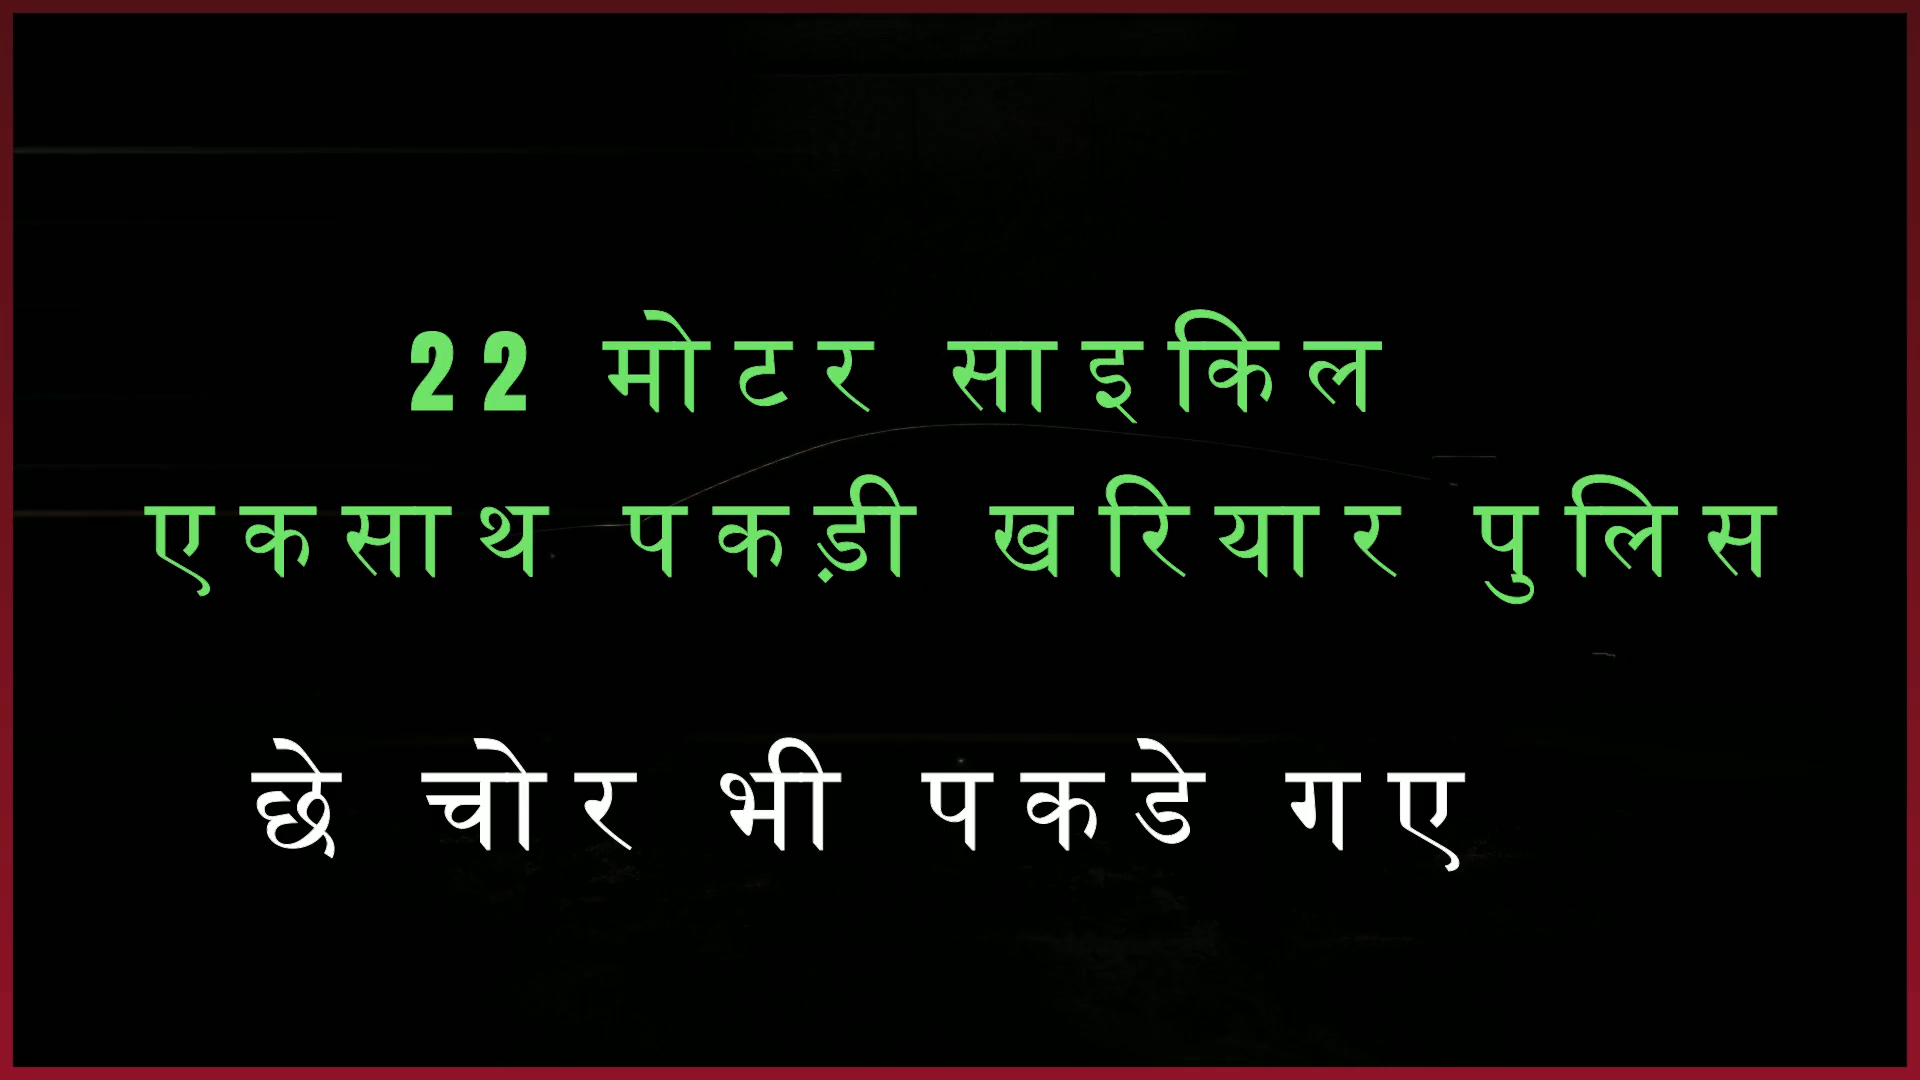 22 मोटर साइकिल
एकसाथ पकड़ी खरियार पुलिस
छे चोर भी पकडे गए